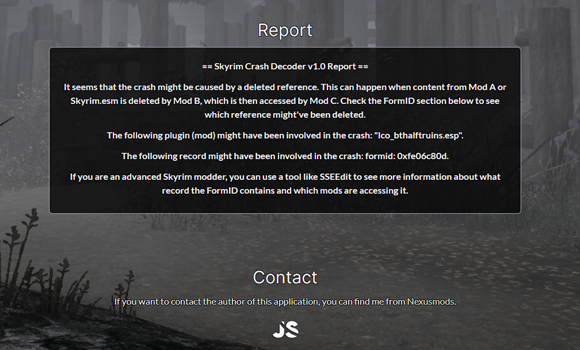 Report
== Skyrim Crash Decoder v1.0 Report ==
It seems that the crash might be caused by a deleted reference. This can happen when content from Mod A or
Skyrim.esm is deleted by Mod B, which is then accessed by Mod C. Check the FormID section below to see
which reference might've been deleted.
The following plugin (mod) might have been involved in the crash: "lco_bthalftruins.esp".
The following record might have been involved in the crash: formid: 0xfe06c80d.
If you are an advanced Skyrim modder, you can use a tool like SSEEdit to see more information about what
record the FormID contains and which mods are accessing it.
Contact
If you want to contact the author of this application, you can find me from Nexusmods.
JS